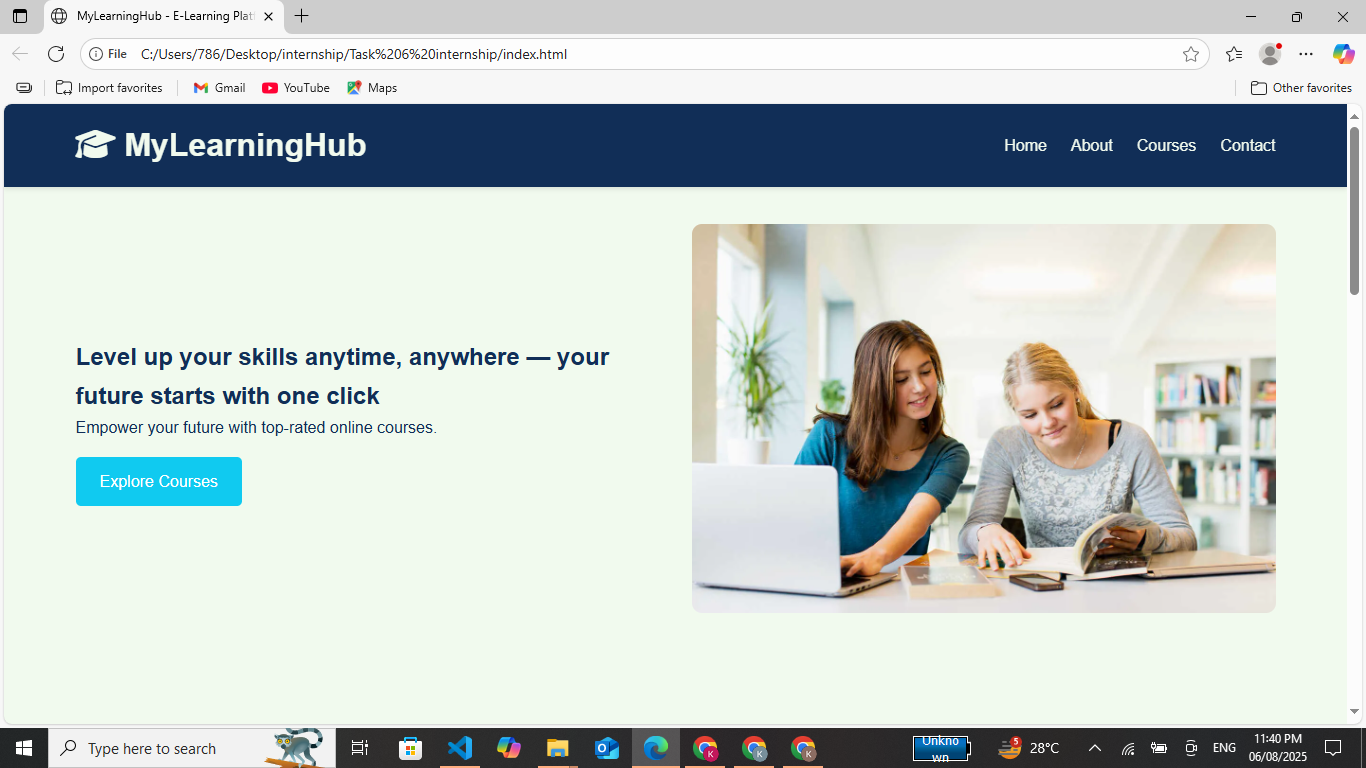 MyLearningHub - E-Learning Plat
File
C:/Users/786/Desktop/internship/Task%206%20internship/index.html
Import favorites
Gmail
YouTube
Maps
Other favorites
MyLearningHub
Home
About
Courses
Contact
Level up your skills anytime, anywhere — your
future starts with one click
Empower your future with top-rated online courses.
Explore Courses
Type here to search
K
K
K
Unkno
wn
5
28°C
ENG
11:40 PM
06/08/2025